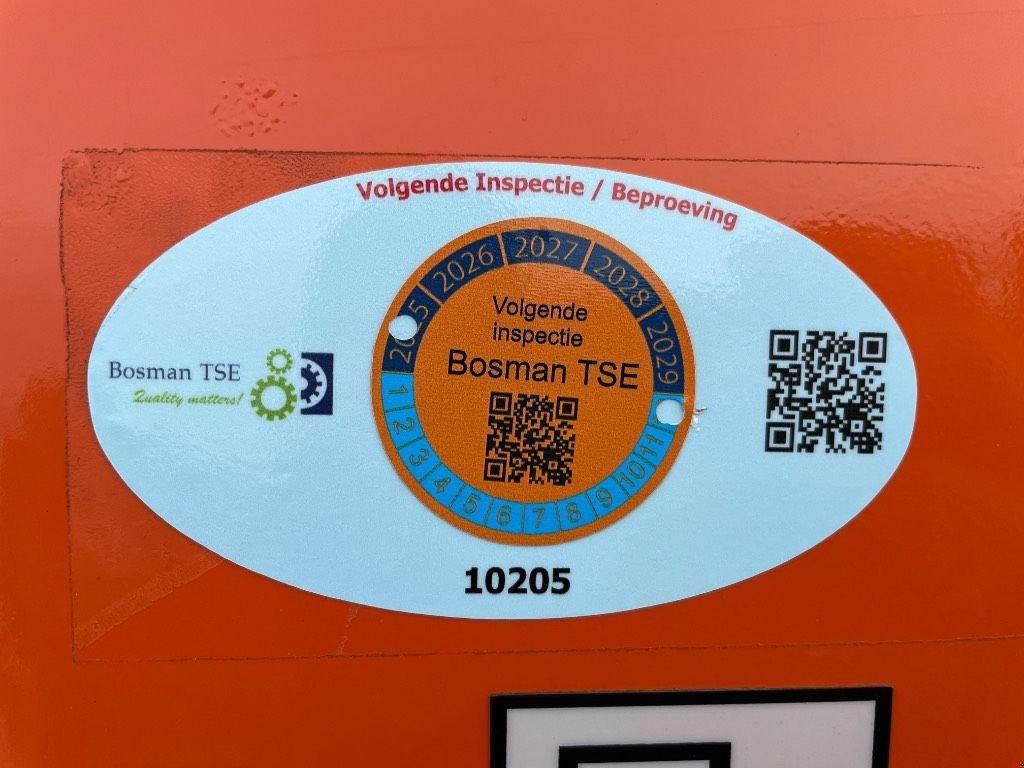 Volgende Inspectie / Beproeving
2026
2027
2028
2029
Volgende
inspectie
Bosman TSE
Bosman TSE
Quality matters!
1
2
3
4
5
6
7
8
9
10
11
10205